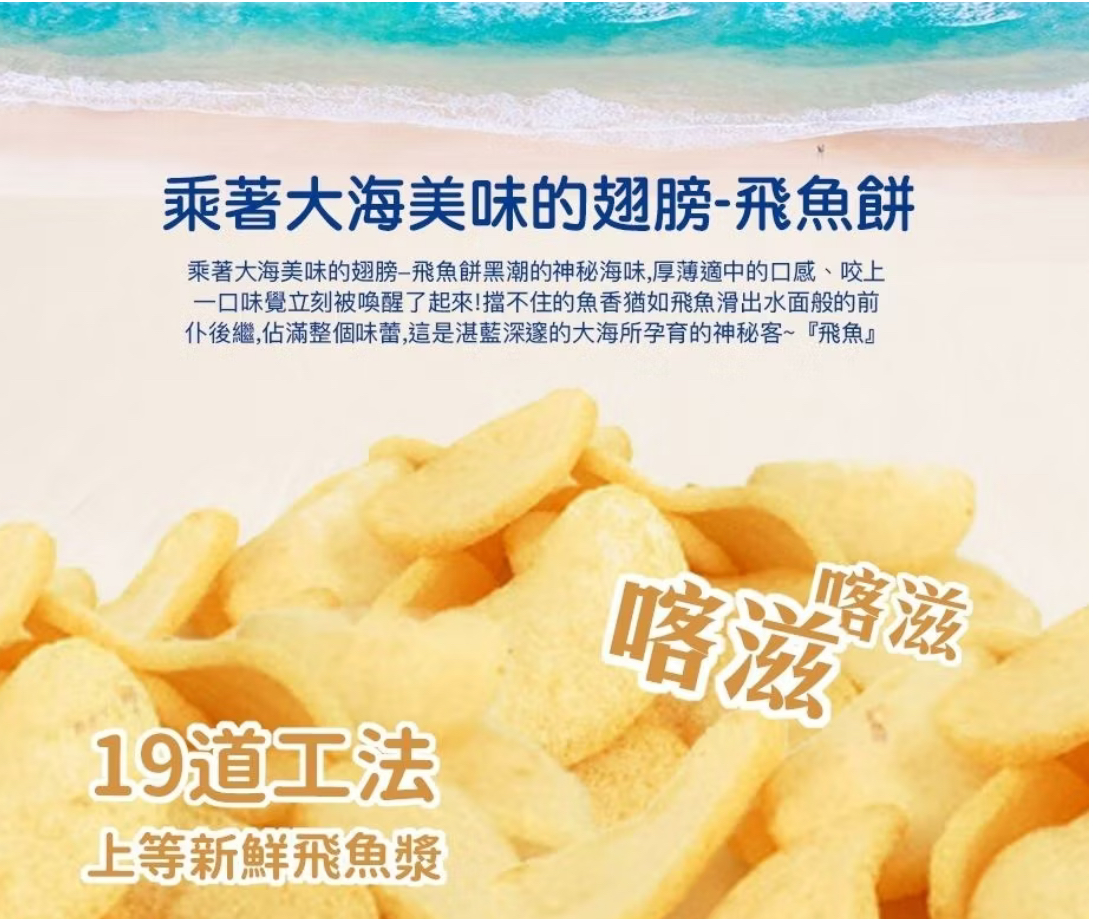 乘著大海美味的翅膀-飛魚餅
乘著大海美味的翅膀–飛魚餅黑潮的神秘海味,厚薄適中的口感、咬上
一口味覺立刻被喚醒了起來!擋不住的魚香猶如飛魚滑出水面般的前
仆後繼,佔滿整個味蕾,這是湛藍深邃的大海所孕育的神秘客~『飛魚』
喀滋
喀滋
19道工法
上等新鮮飛魚漿